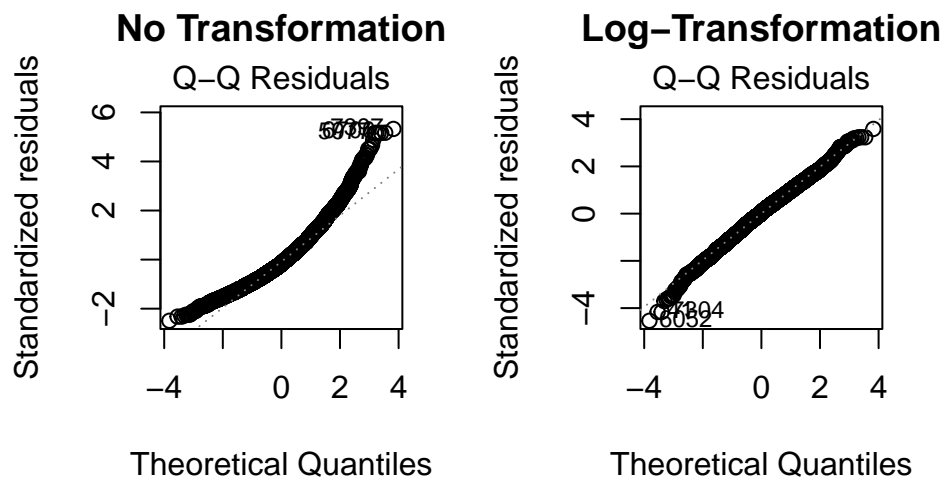 No Transformation
Q−Q Residuals
Standardized residuals
6
4
2
−2
−4
0
2
4
Theoretical Quantiles
Log−Transformation
Q−Q Residuals
Standardized residuals
4
2
0
−4
6052
−4
0
2
4
Theoretical Quantiles